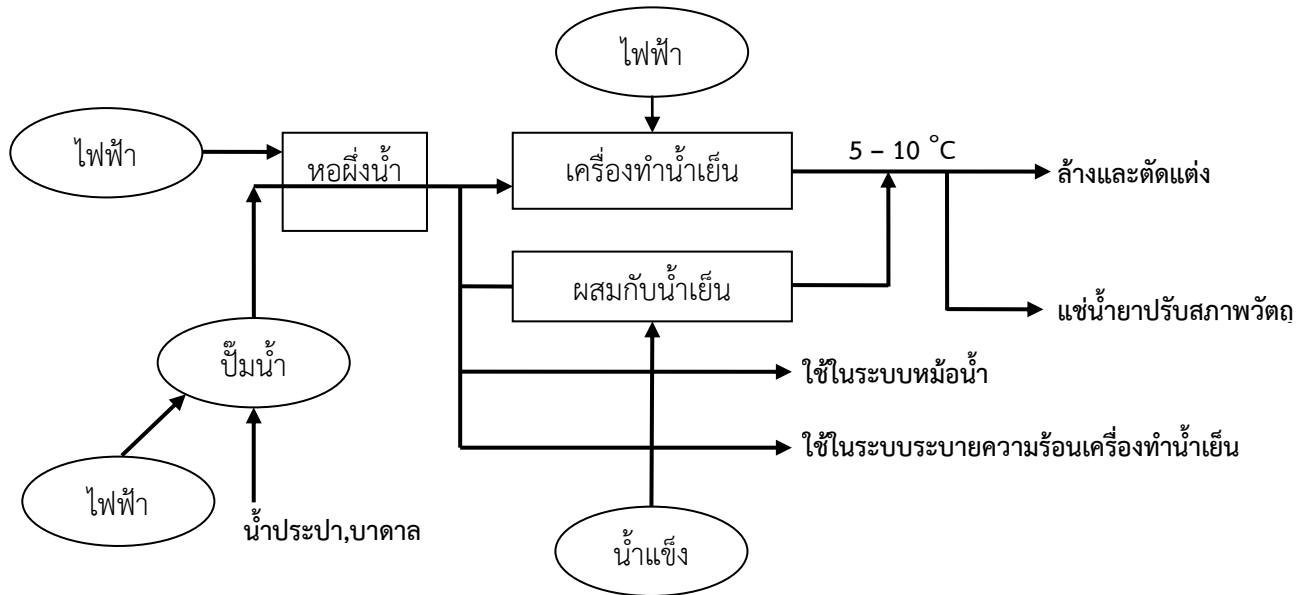 ไฟฟ้า
ไฟฟ้า
หอผึ่งน้ำ
เครื่องทำน้ำเย็น
5 – 10 °C
ล้างและตัดแต่ง
ผสมกับน้ำเย็น
แช่น้ำยาปรับสภาพวัตถุ
ปั๊มน้ำ
ใช้ในระบบหม้อน้ำ
ใช้ในระบบระบายความร้อนเครื่องทำน้ำเย็น
ไฟฟ้า
น้ำประปา,บาดาล
น้ำแข็ง